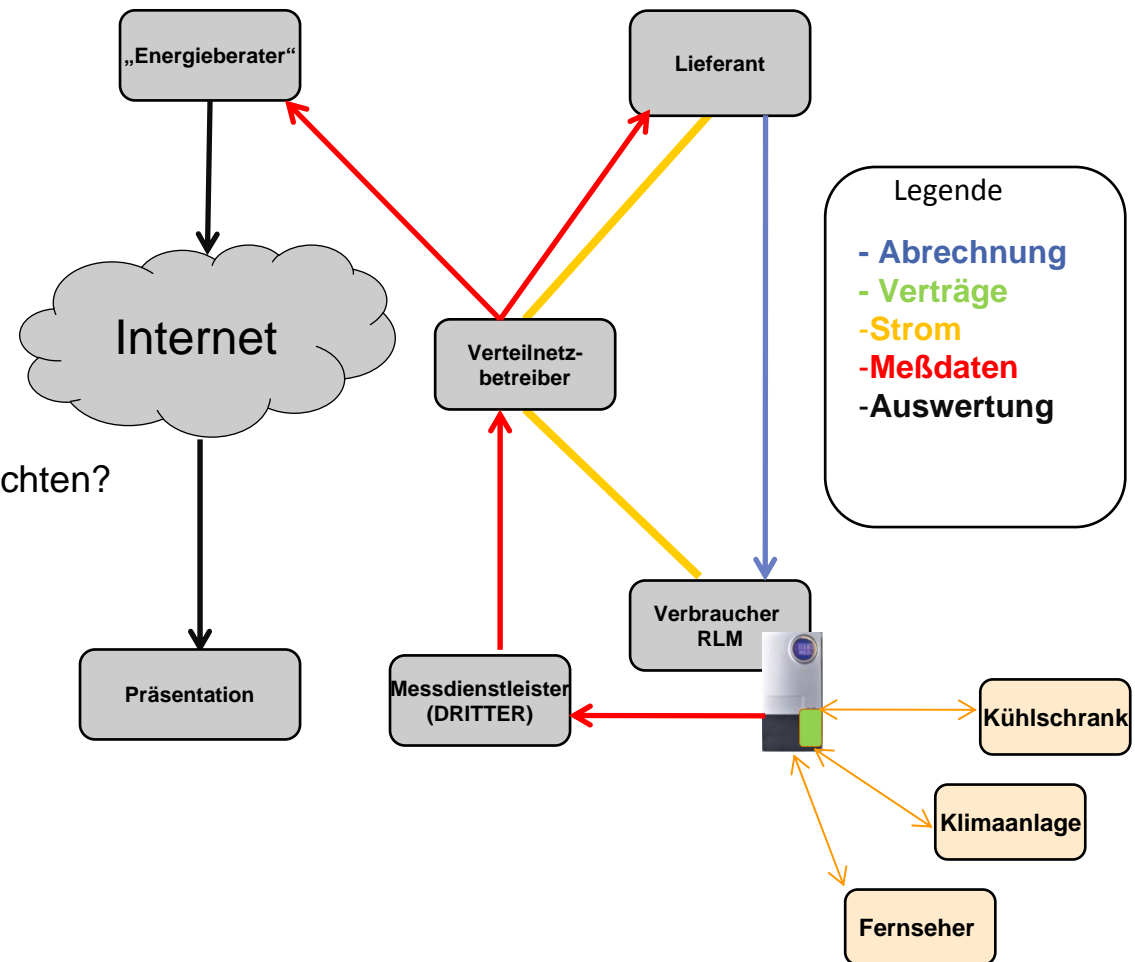 „Energieberater“
Lieferant
Legende
- Abrechnung
- Verträge
-Strom
-Meßdaten
-Auswertung
Internet
Verteilnetz-
betreiber
chten?
Verbraucher
RLM
Präsentation
Messdienstleister
(DRITTER)
Kühlschrank
Klimaanlage
Fernseher